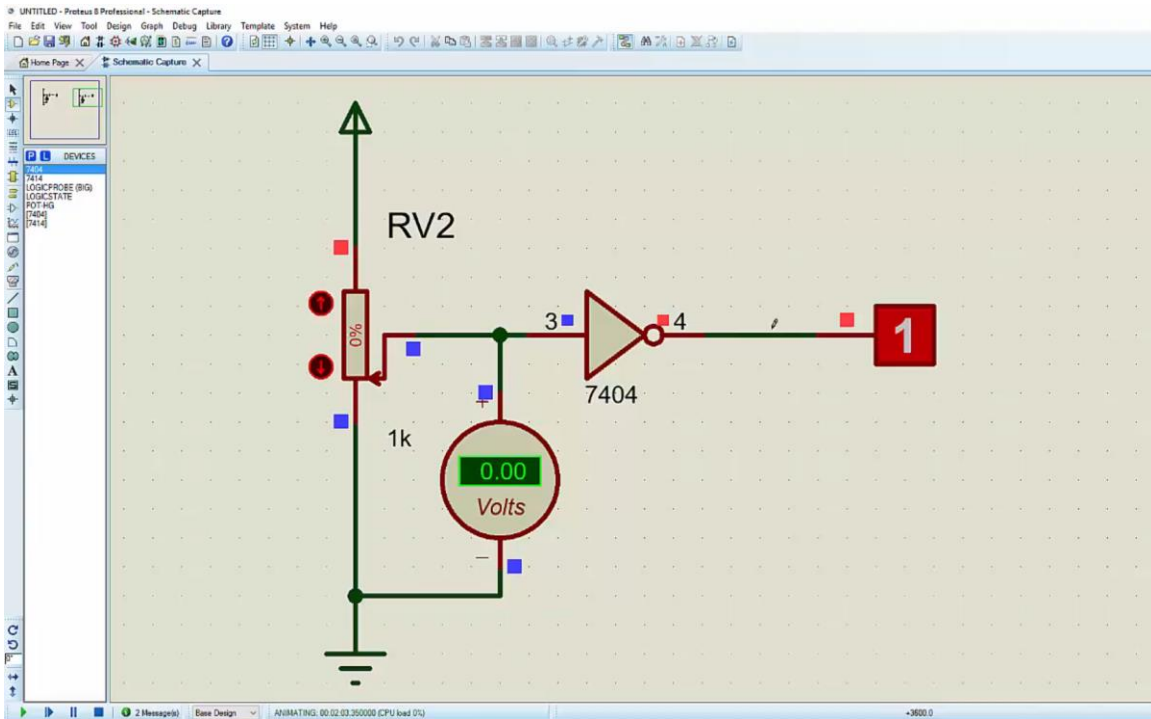 UNTITLED - Proteus 8 Professional - Schematic Capture
File Edit View Tool Design Graph Debug Library Template System Help
Home Page Schematic Capture
P L DEVICES
7404
7414
LOGICPROBE (BIG)
LOGICSTATE
POT-HG
[7404]
[7414]
RV2
0%
3
4
1
7404
1k
+
0.00
Volts
—
A
0°
2 Message(s) Base Design ANIMATING: 00:02:03.350000 (CPU load 0%) +3600.0